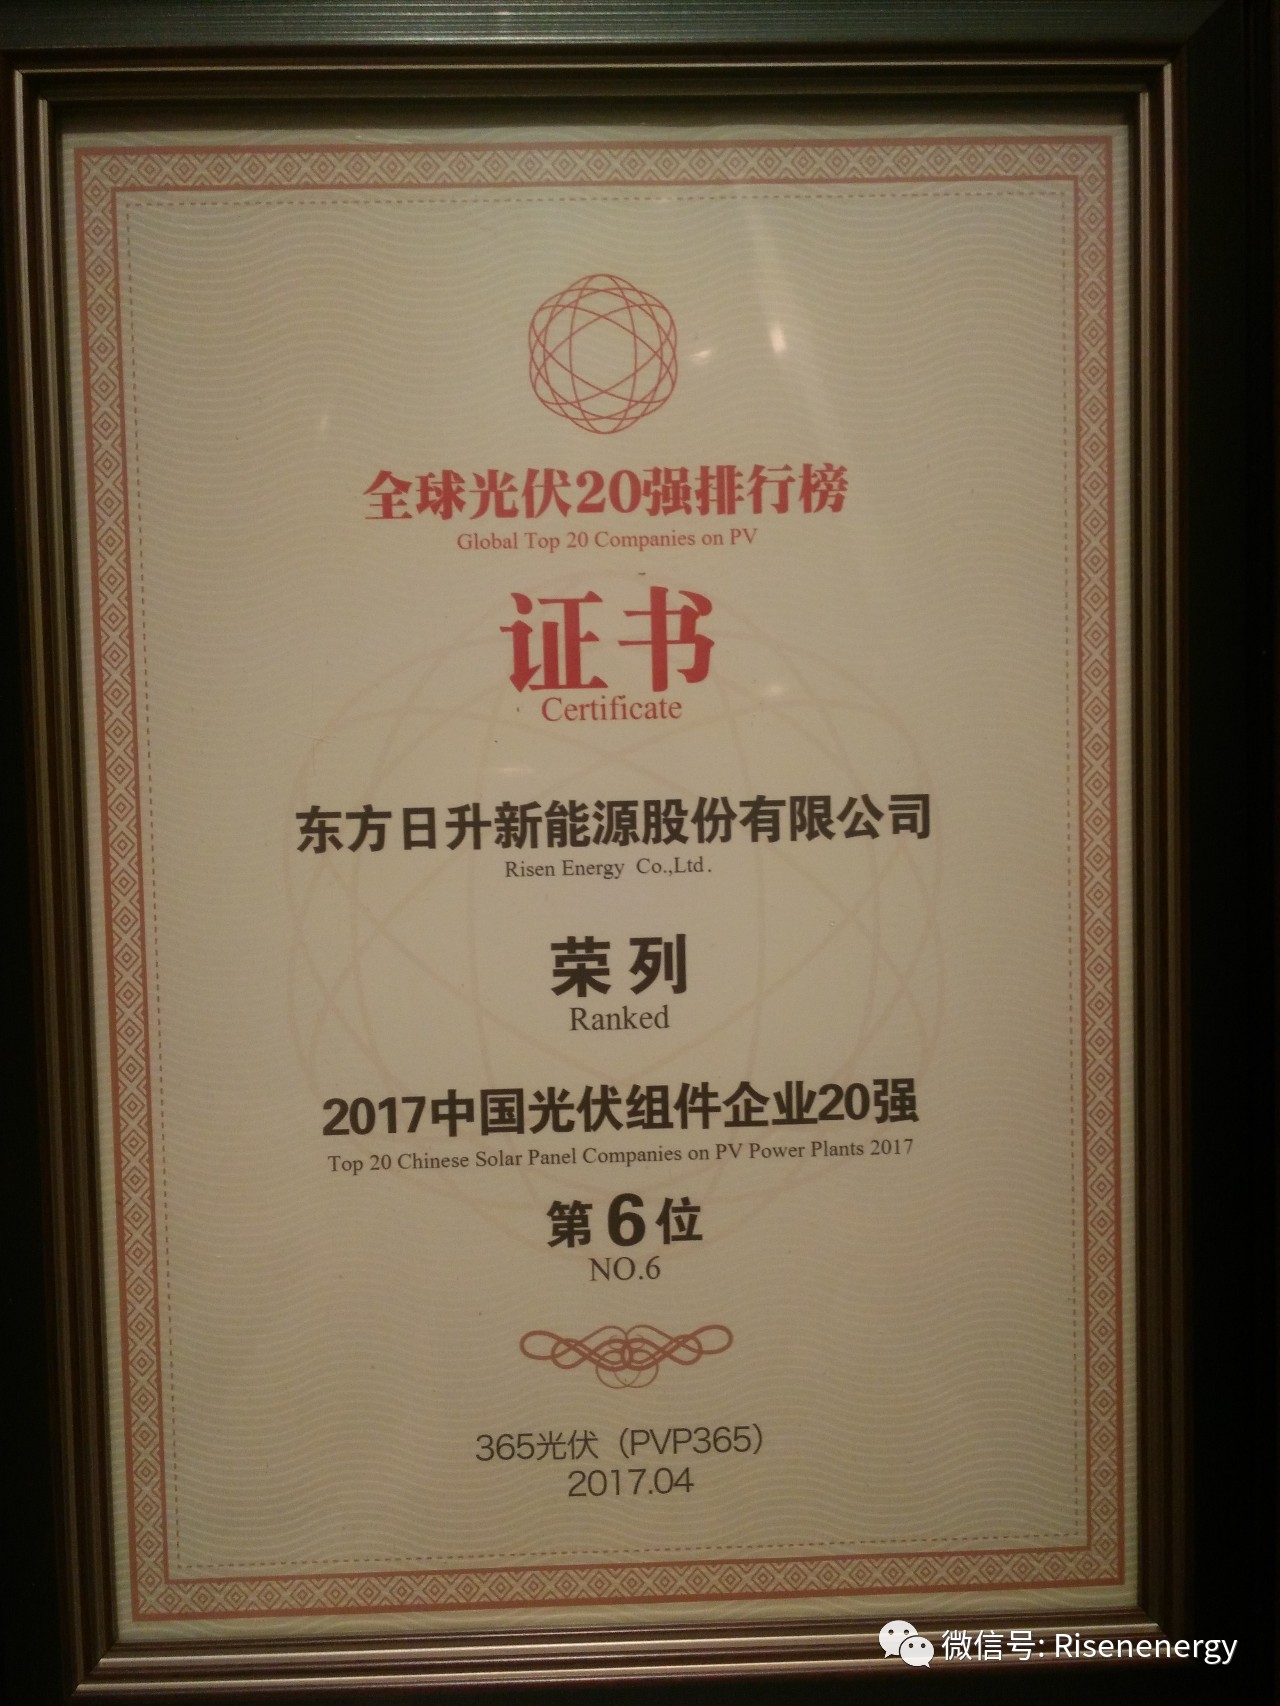 全球光伏20强排行榜
Global Top 20 Companies on PV
证书
Certificate
东方日升新能源股份有限公司
Risen Energy Co.,Ltd.
荣列
Ranked
2017中国光伏组件企业20强
Top 20 Chinese Solar Panel Companies on PV Power Plants 2017
第6位
NO.6
365光伏（PVP365）
2017.04
微信号: Risenenergy